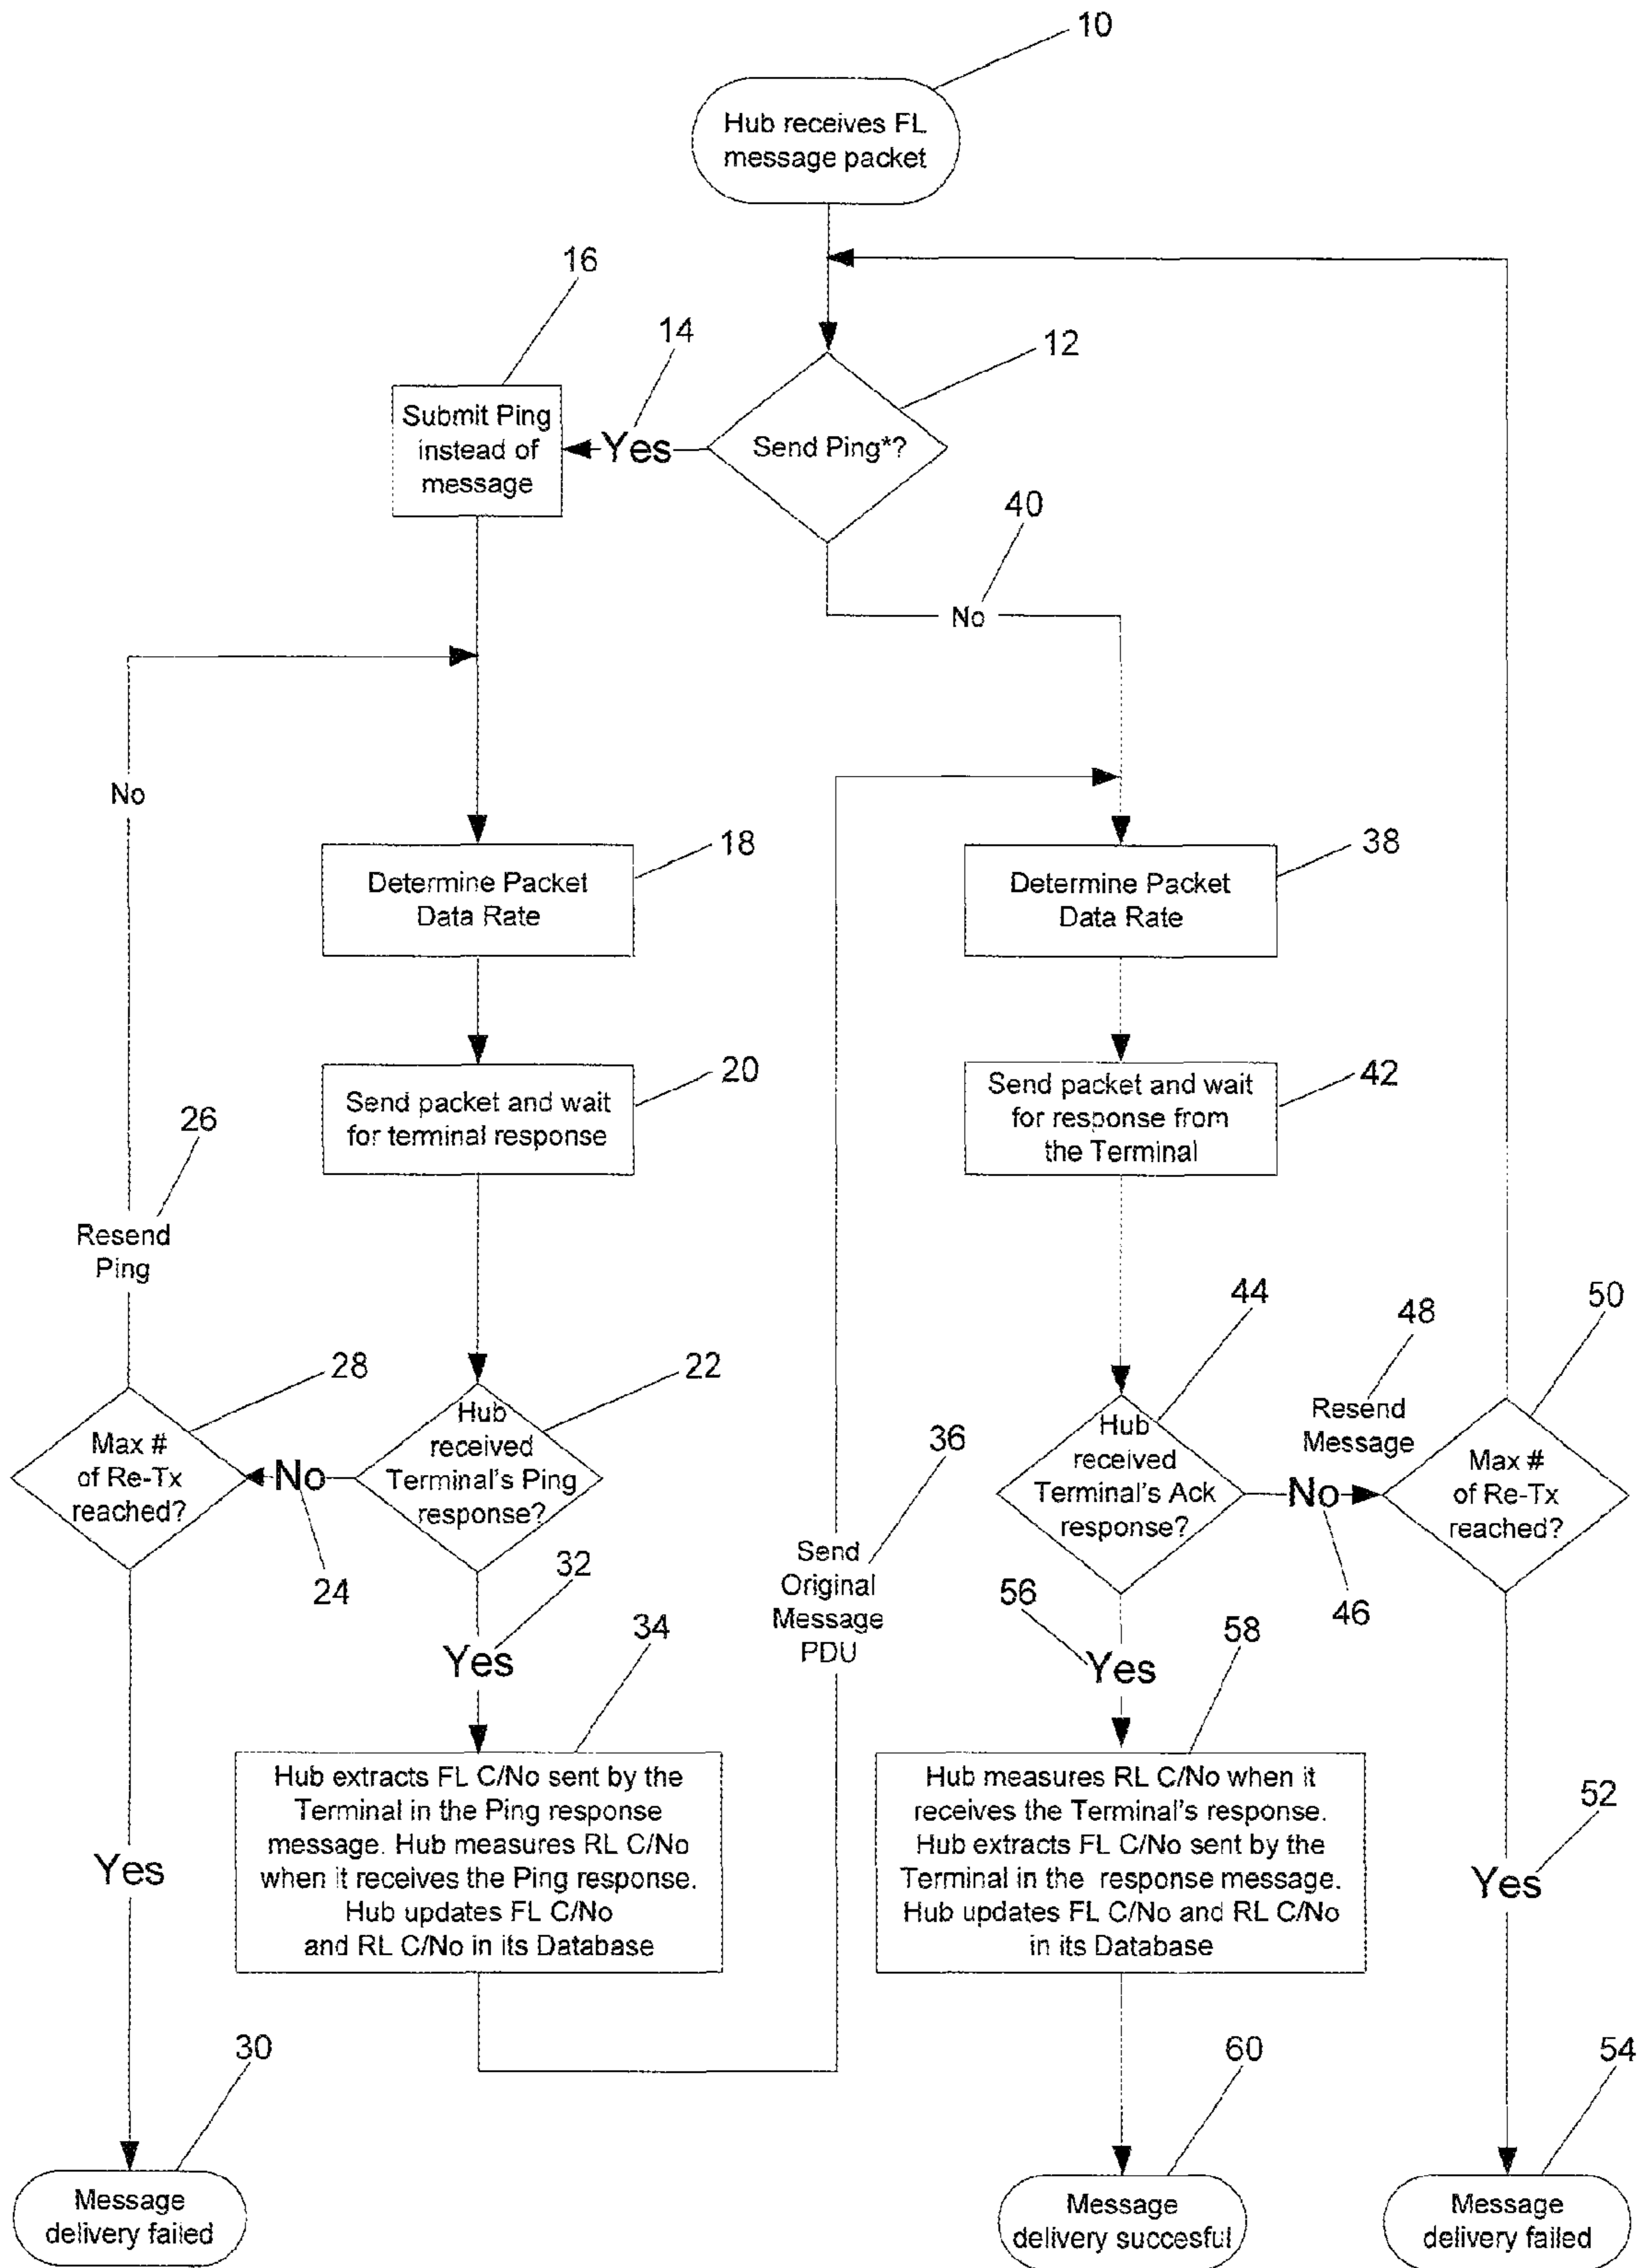 10
Hub receives FL
message packet
16
14
12
Submit Ping
instead of
message
Yes
Send Ping*?
40
No
No
18
Determine Packet
Data Rate
38
Determine Packet
Data Rate
20
Send packet and wait
for terminal response
42
Send packet and wait
for response from
the Terminal
26
Resend
Ping
28
Max #
of Re-Tx
reached?
No
24
22
Hub
received
Terminal's Ping
response?
36
Send
Original
Message
PDU
44
Hub
received
Terminal's Ack
response?
48
Resend
Message
No
46
50
Max #
of Re-Tx
reached?
32
Yes
34
56
Yes
58
52
Yes
Yes
Hub extracts FL C/No sent by the
Terminal in the Ping response
message. Hub measures RL C/No
when it receives the Ping response.
Hub updates FL C/No
and RL C/No in its Database
Hub measures RL C/No when it
receives the Terminal's response.
Hub extracts FL C/No sent by the
Terminal in the response message.
Hub updates FL C/No and RL C/No
in its Database
30
Message
delivery failed
60
Message
delivery succesful
54
Message
delivery failed